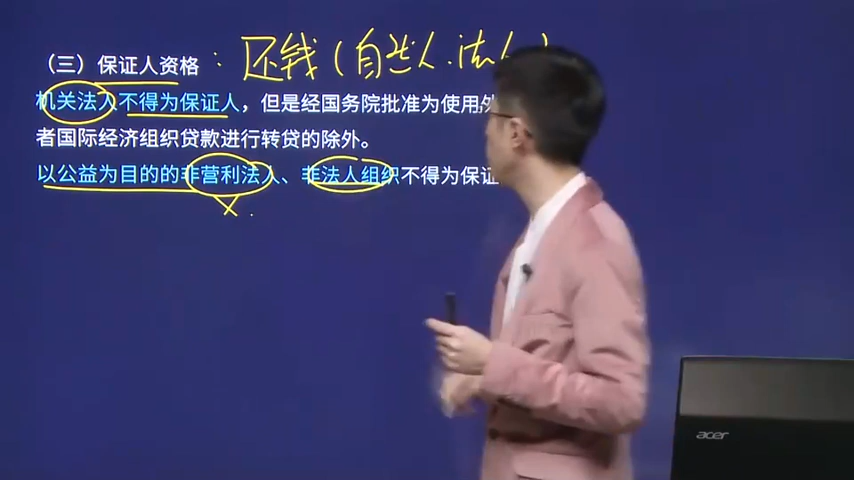 （三）保证人资格：还钱（自然人.法人）
机关法人不得为保证人，但是经国务院批准为使用外
者国际经济组织贷款进行转贷的除外。
以公益为目的的非营利法人、非法人组织不得为保证
acer